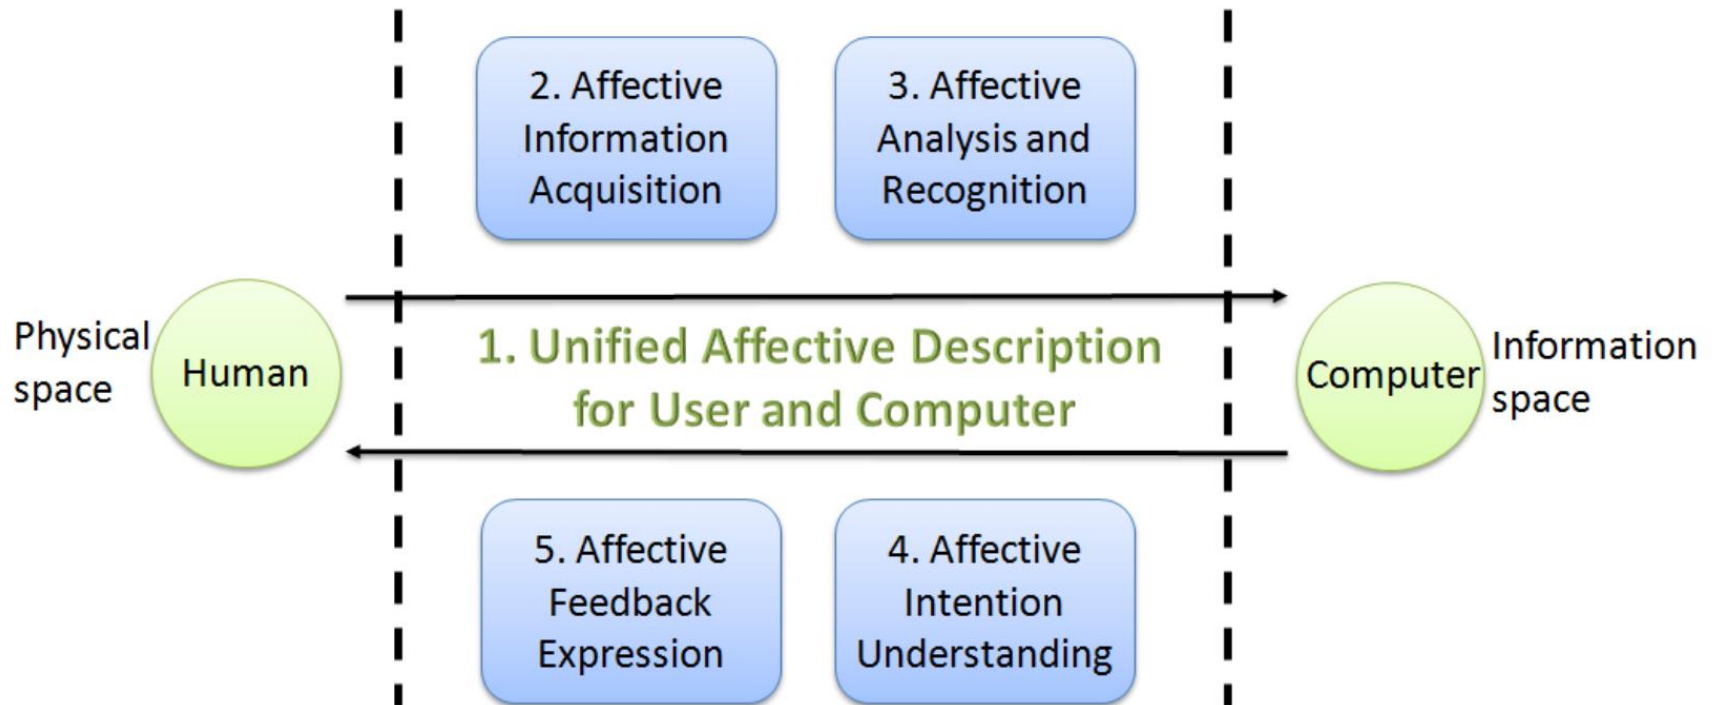 2. Affective
Information
Acquisition
3. Affective
Analysis and
Recognition
Physical
space
Human
1. Unified Affective Description
for User and Computer
Computer
Information
space
5. Affective
Feedback
Expression
4. Affective
Intention
Understanding